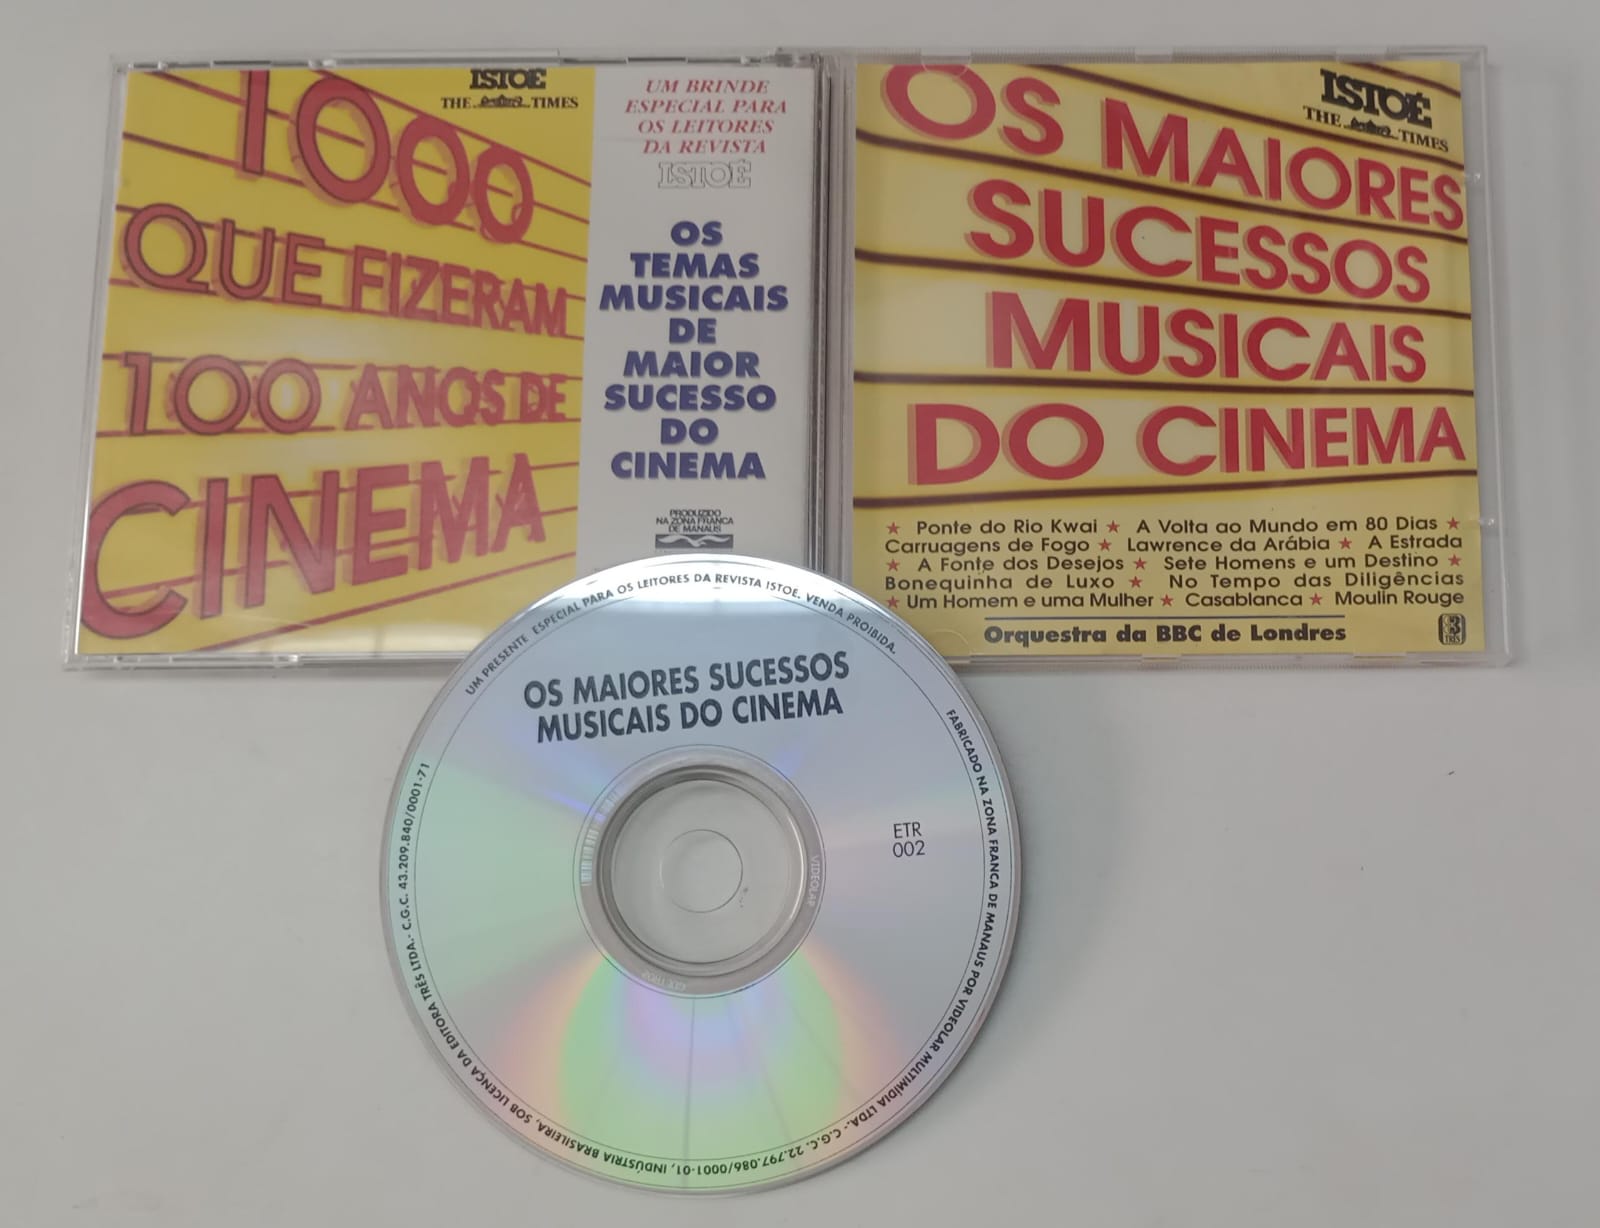 ISTOÉ
THE TIMES
1000
QUE FIZERAM
100 ANOS DE
CINEMA
UM BRINDE
ESPECIAL PARA
OS LEITORES
DA REVISTA
ISTOÉ
OS
TEMAS
MUSICAIS
DE
MAIOR
SUCESSO
DO
CINEMA
PRODUZIDO
NA ZONA FRANCA
DE MANAUS
ISTOÉ
THE TIMES
OS MAIORES
SUCESSOS
MUSICAIS
DO CINEMA
★ Ponte do Rio Kwai ★ A Volta ao Mundo em 80 Dias ★
Carruagens de Fogo ★ Lawrence da Arábia ★ A Estrada
★ A Fonte dos Desejos ★ Sete Homens e um Destino ★
Bonequinha de Luxo ★ No Tempo das Diligências
★ Um Homem e uma Mulher ★ Casablanca ★ Moulin Rouge
Orquestra da BBC de Londres
3
TRÊS
UM PRESENTE ESPECIAL PARA OS LEITORES DA REVISTA ISTOÉ. VENDA PROIBIDA.
OS MAIORES SUCESSOS
MUSICAIS DO CINEMA
ETR
002
VIDEOLAR
FABRICADO NA ZONA FRANCA DE MANAUS POR VIDEOLAR MULTIMÍDIA LTDA.- C.G.C. 22.797.086/0001-01, INDÚSTRIA BRASILEIRA, SOB LICENÇA DA EDITORA TRÊS LTDA.- C.G.C. 43.209.840/0001-71